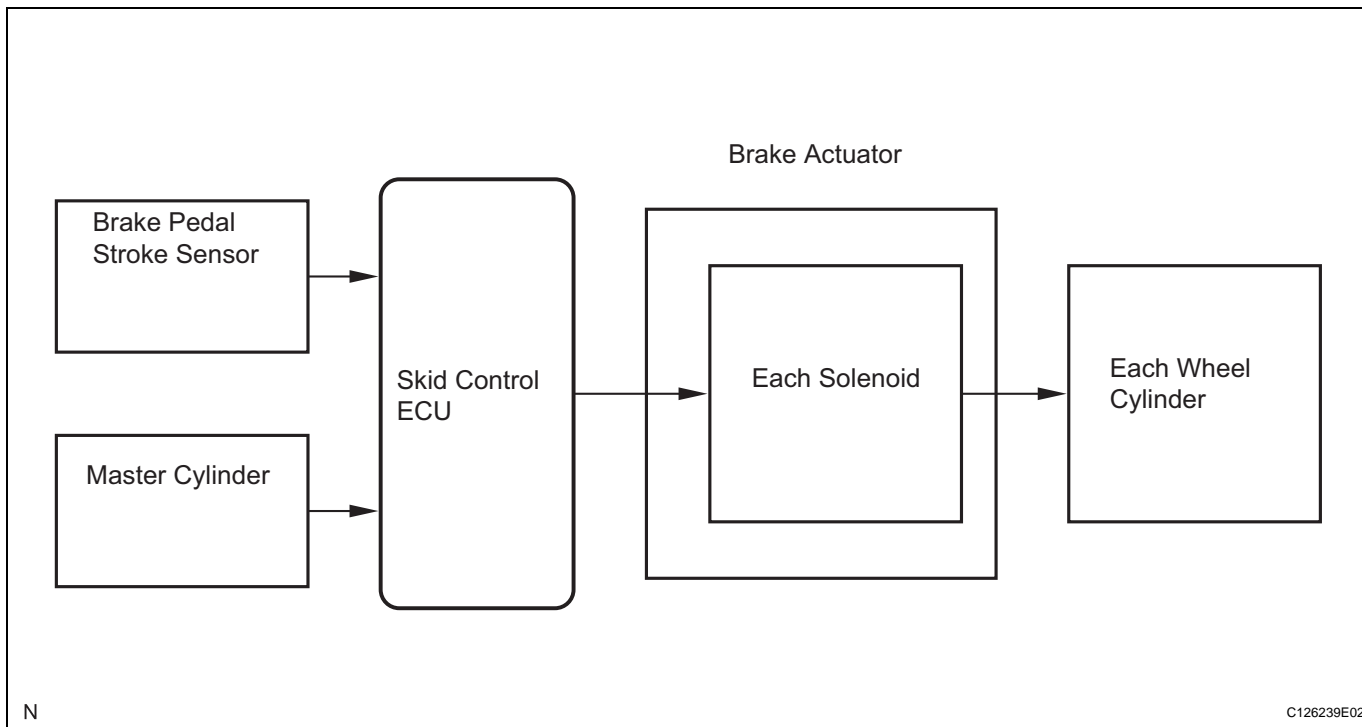 Brake Actuator
Brake Pedal
Stroke Sensor
Skid Control
ECU
Each Solenoid
Each Wheel
Cylinder
Master Cylinder
N
C126239E02